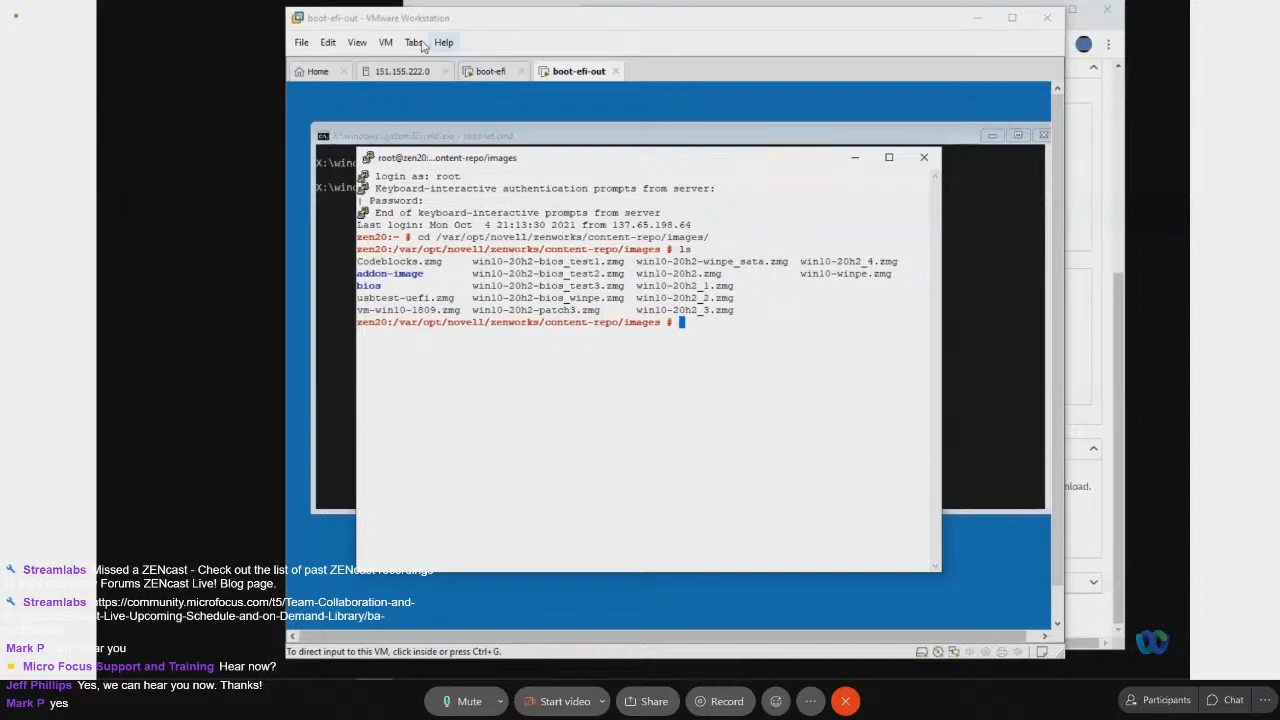 boot-efi-out - VMware Workstation
File Edit View VM Tabs Help
Home 151.155.222.0 boot-efi boot-efi-out
X:\windows\system32\cmd.exe
root@zen20:...ontent-repo/images
login as: root
Keyboard-interactive authentication prompts from server:
| Password:
End of keyboard-interactive prompts from server
Last login: Mon Oct 4 21:13:30 2021 from 137.65.198.64
zen20:~ # cd /var/opt/novell/zenworks/content-repo/images/
zen20:/var/opt/novell/zenworks/content-repo/images # ls
Codeblocks.zmg win10-20h2-bios_test1.zmg win10-20h2-winpe_sata.zmg win10-20h2_4.zmg
addon-image win10-20h2-bios_test2.zmg win10-20h2.zmg win10-winpe.zmg
bios win10-20h2-bios_test3.zmg win10-20h2_1.zmg
usbtest-uefi.zmg win10-20h2-bios_winpe.zmg win10-20h2_2.zmg
vm-win10-1809.zmg win10-20h2-patch3.zmg win10-20h2_3.zmg
zen20:/var/opt/novell/zenworks/content-repo/images #
X:\win
X:\win
nload.
Streamlabs Missed a ZENcast - Check out the list of past ZENcast recordings
Forums ZENcast Live! Blog page.
Streamlabs https://community.microfocus.com/t5/Team-Collaboration-and-
-Live-Upcoming-Schedule-and-on-Demand-Library/ba-
Mark P you
Micro Focus Support and Training Hear now?
Jeff Phillips Yes, we can hear you now. Thanks!
Mark P yes
To direct input to this VM, click inside or press Ctrl+G.
Mute Start video Share Record Participants Chat